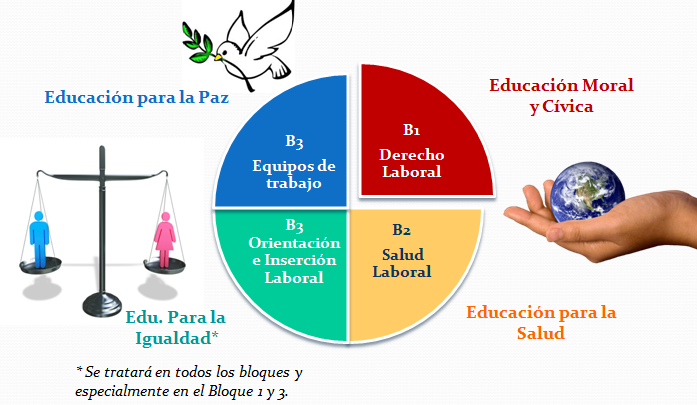 Educación para la Paz
Educación Moral
y Cívica
B3
Equipos de
trabajo
B1
Derecho
Laboral
B3
Orientación
e Inserción
Laboral
B2
Salud
Laboral
Edu. Para la
Igualdad*
Educación para la
Salud
* Se tratará en todos los bloques y
especialmente en el Bloque 1 y 3.